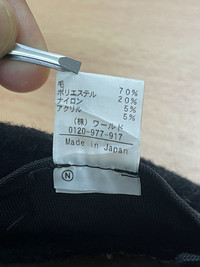 毛 70%
ポリエステル 20%
ナイロン 5%
アクリル 5%
(株) ワールド
0120-977-917
Made in Japan
N